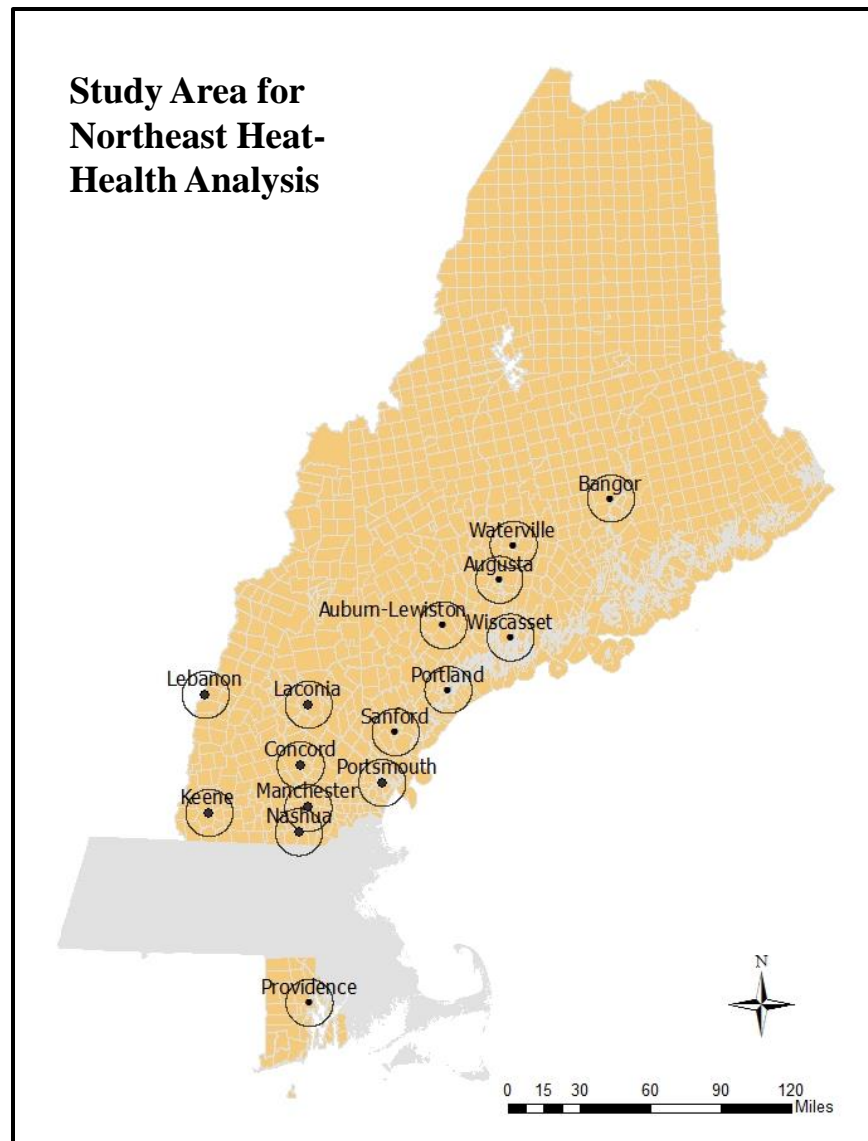 Study Area for
Northeast Heat-
Health Analysis
Bangor
Waterville
Augusta
Auburn-Lewiston
Wiscasset
Lebanon
Laconia
Portland
Sanford
Concord
Portsmouth
Keene
Manchester
Nashua
Providence
N
0 15 30 60 90 120
Miles